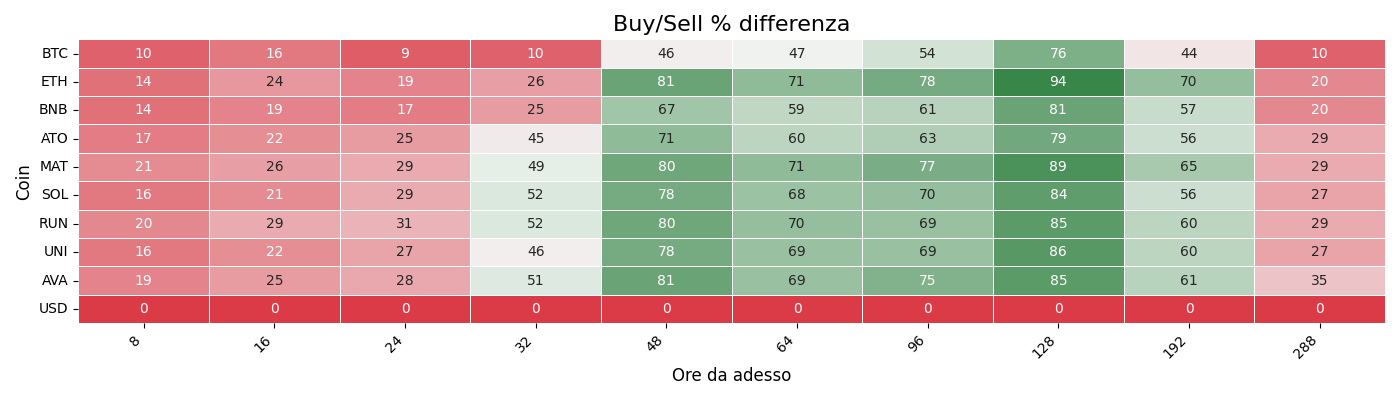 Buy/Sell % differenza
Coin
BTC 10 16 9 10 46 47 54 76 44 10
ETH 14 24 19 26 81 71 78 94 70 20
BNB 14 19 17 25 67 59 61 81 57 20
ATO 17 22 25 45 71 60 63 79 56 29
MAT 21 26 29 49 80 71 77 89 65 29
SOL 16 21 29 52 78 68 70 84 56 27
RUN 20 29 31 52 80 70 69 85 60 29
UNI 16 22 27 46 78 69 69 86 60 27
AVA 19 25 28 51 81 69 75 85 61 35
USD 0 0 0 0 0 0 0 0 0 0
8 16 24 32 48 64 96 128 192 288
Ore da adesso